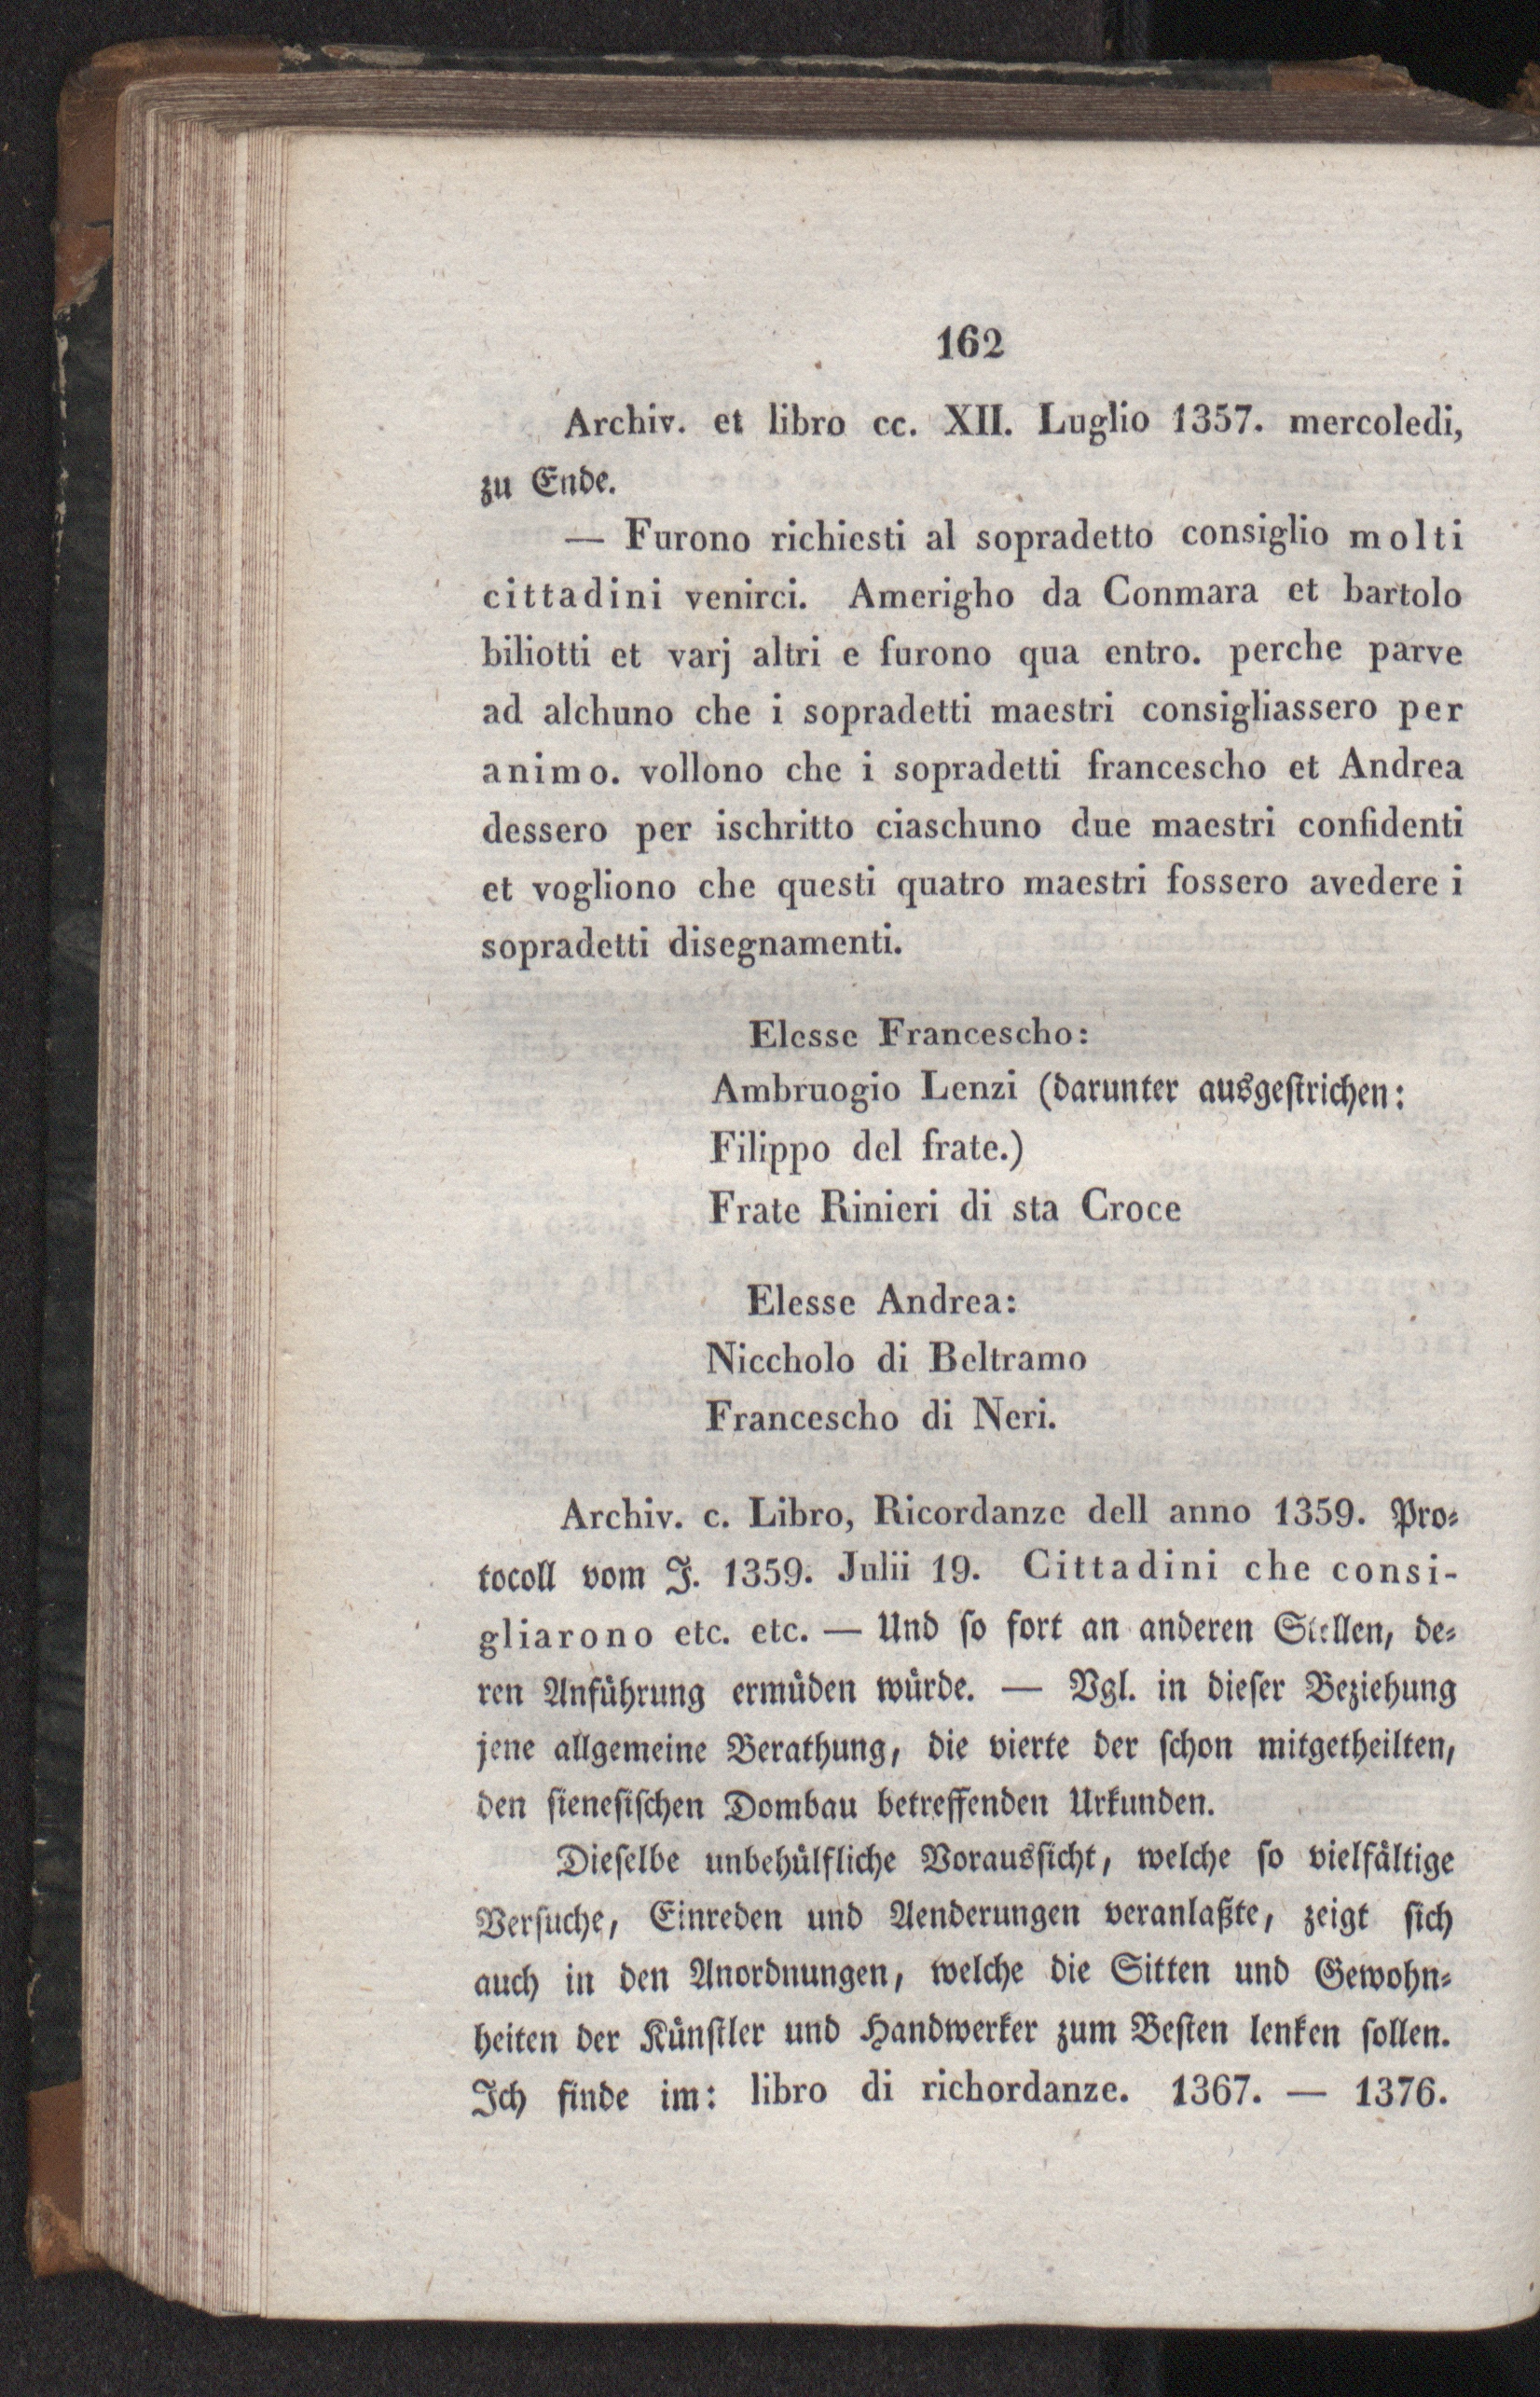 162
Archiv. et libro cc. XII. Luglio 1357. mercoledi,
zu Ende.
— Furono richiesti al sopradetto consiglio molti
cittadini venirci. Amerigho da Conmara et bartolo
biliotti et varj altri e furono qua entro. perche parve
ad alchuno che i sopradetti maestri consigliassero per
animo. vollono che i sopradetti francescho et Andrea
dessero per ischritto ciaschuno due maestri confidenti
et vogliono che questi quatro maestri fossero avedere i
sopradetti disegnamenti.
Elesse Francescho:
Ambruogio Lenzi (darunter ausgeſtrichen:
Filippo del frate.)
Frate Rinieri di sta Croce
Elesse Andrea:
Niccholo di Beltramo
Francescho di Neri.
Archiv. c. Libro, Ricordanze dell anno 1359. Pro-
tocoll vom J. 1359. Julii 19. Cittadini che consi-
gliarono etc. etc. — Und ſo fort an anderen Stellen, de-
ren Anführung ermüden würde. — Vgl. in dieſer Beziehung
jene allgemeine Berathung, die vierte der ſchon mitgetheilten,
den ſieneſiſchen Dombau betreffenden Urkunden.
Dieſelbe unbehülfliche Vorausſicht, welche ſo vielfältige
Verſuche, Einreden und Aenderungen veranlaßte, zeigt ſich
auch in den Anordnungen, welche die Sitten und Gewohn-
heiten der Künſtler und Handwerker zum Beſten lenken ſollen.
Ich finde im: libro di richordanze. 1367. — 1376.